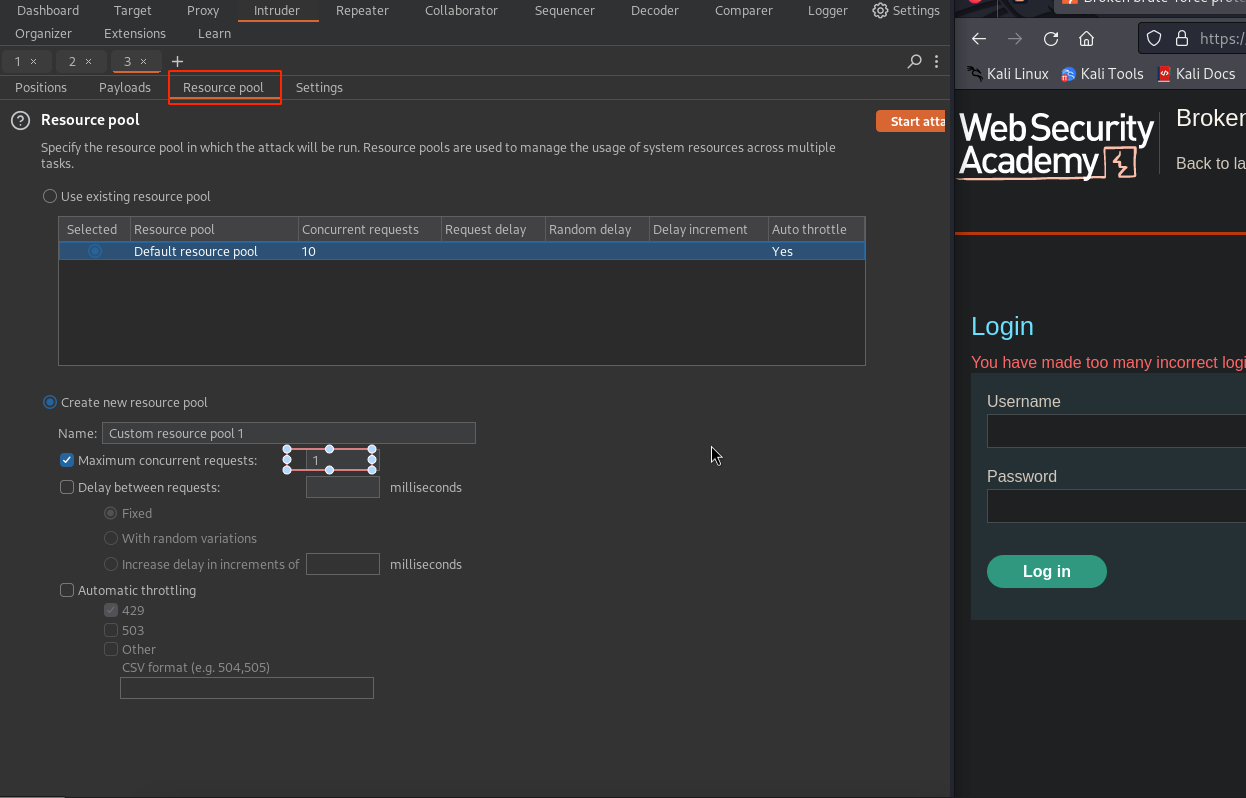 Dashboard Target Proxy Intruder Repeater Collaborator Sequencer Decoder Comparer Logger Settings
Organizer Extensions Learn
1 × 2 × 3 × +
Positions Payloads Resource pool Settings
Resource pool
Start atta
Specify the resource pool in which the attack will be run. Resource pools are used to manage the usage of system resources across multiple
tasks.
Use existing resource pool
Selected Resource pool Concurrent requests Request delay Random delay Delay increment Auto throttle
Default resource pool 10 Yes
Create new resource pool
Name: Custom resource pool 1
Maximum concurrent requests: 1
Delay between requests: milliseconds
Fixed
With random variations
Increase delay in increments of milliseconds
Automatic throttling
429
503
Other
CSV format (e.g. 504,505)
https:/
Kali Linux Kali Tools Kali Docs
Web Security
Academy
Broken
Back to la
Login
You have made too many incorrect logi
Username
Password
Log in